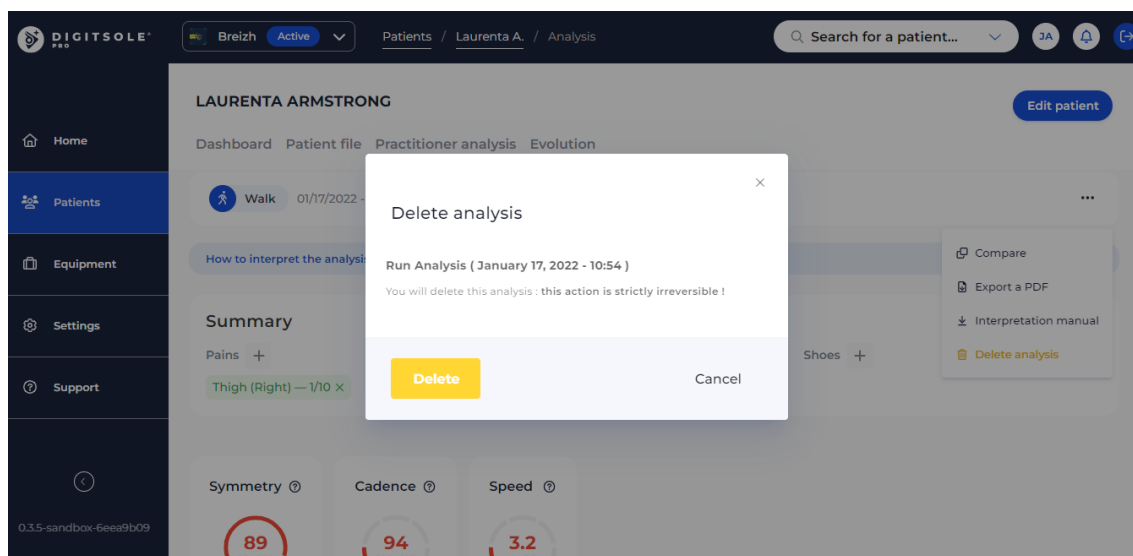 DIGITSOLE®
PRO
Breizh Active
Patients / Laurenta A. / Analysis
Search for a patient...
JA
LAURENTA ARMSTRONG
Edit patient
Home
Dashboard Patient file Practitioner analysis Evolution
Patients
Walk 01/17/2022 -
...
Delete analysis
Equipment
How to interpret the analysi
Run Analysis ( January 17, 2022 - 10:54 )
You will delete this analysis : this action is strictly irreversible !
Compare
Export a PDF
Settings
Summary
Interpretation manual
Pains +
Shoes +
Delete analysis
Support
Thigh (Right) — 1/10 ×
Delete
Cancel
Symmetry
Cadence
Speed
0.3.5-sandbox-6eea9b09
89
94
3.2